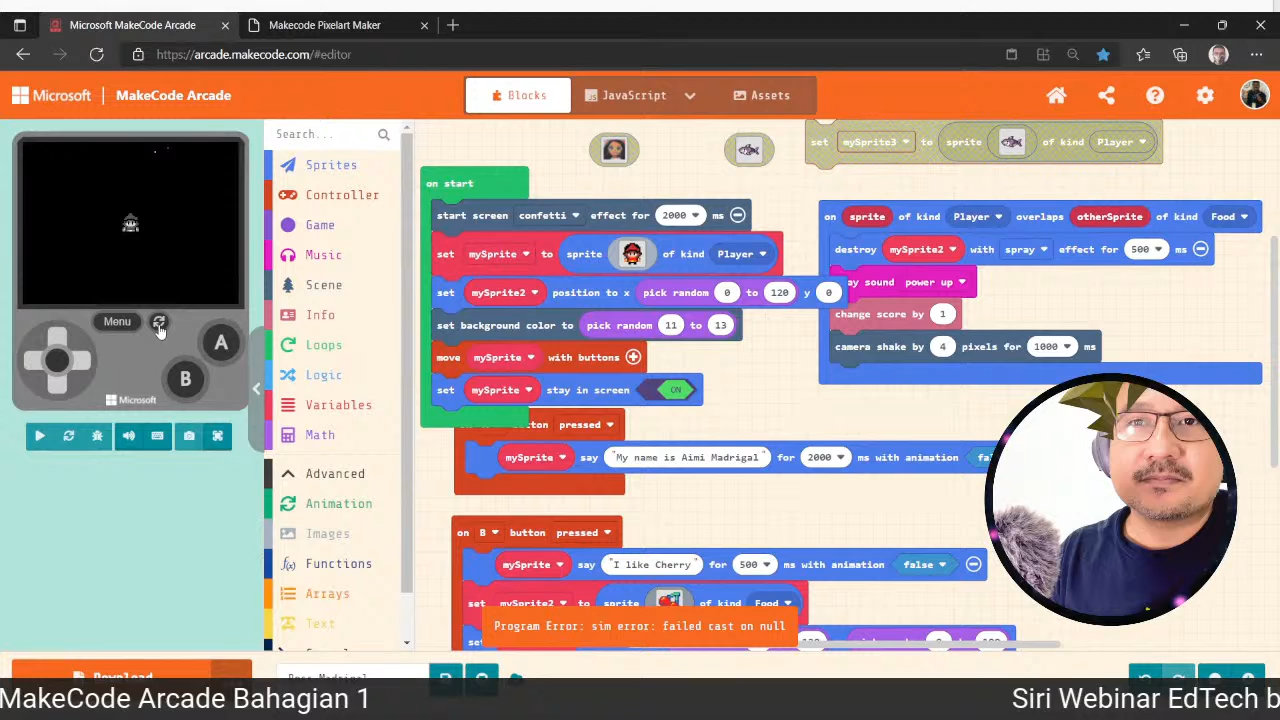 Microsoft MakeCode Arcade
Makecode Pixelart Maker
https://arcade.makecode.com/#editor
Microsoft | MakeCode Arcade
Blocks
JavaScript
Assets
Menu
A
B
Microsoft
Search...
Sprites
Controller
Game
Music
Scene
Info
Loops
Logic
Variables
Math
Advanced
Animation
Images
Functions
Arrays
Text
set mySprite3 to sprite of kind Player
on start
start screen confetti effect for 2000 ms
set mySprite to sprite of kind Player
set mySprite2 position to x pick random 0 to 120 y 0
set background color to pick random 11 to 13
move mySprite with buttons
set mySprite stay in screen ON
on sprite of kind Player overlaps otherSprite of kind Food
destroy mySprite2 with spray effect for 500 ms
sound power up
change score by 1
camera shake by 4 pixels for 1000 ms
button pressed
mySprite say "My name is Aimi Madrigal" for 2000 ms with animation
on B button pressed
mySprite say "I like Cherry" for 500 ms with animation false
set mySprite2 to sprite of kind Food
Program Error: sim error: failed cast on null
set
Download
MakeCode Arcade Bahagian 1
Siri Webinar EdTech b